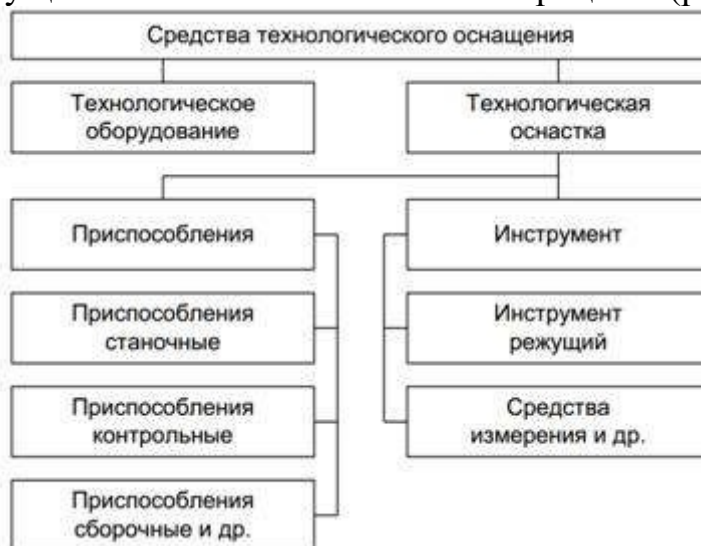 Средства технологического оснащения
Технологическое
оборудование
Технологическая
оснастка
Приспособления
Инструмент
Приспособления
станочные
Инструмент
режущий
Приспособления
контрольные
Средства
измерения и др.
Приспособления
сборочные и др.